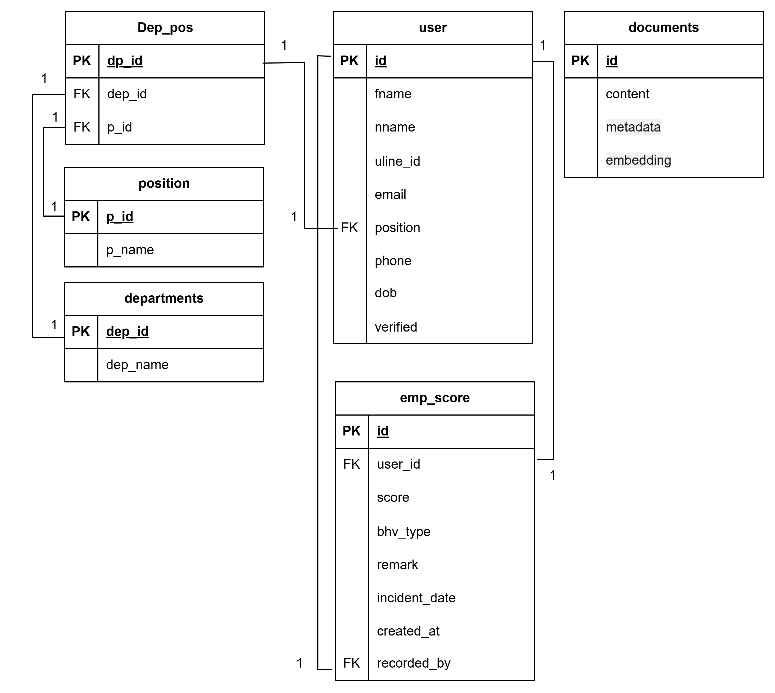 Dep_pos
PK dp_id
FK dep_id
FK p_id
1
1
1
1
position
PK p_id
p_name
1
departments
1
PK dep_id
dep_name
user
1
PK id
fname
nname
uline_id
email
1
FK position
phone
dob
verified
documents
PK id
content
metadata
embedding
emp_score
PK id
FK user_id
1
score
bhv_type
remark
incident_date
created_at
1
FK recorded_by